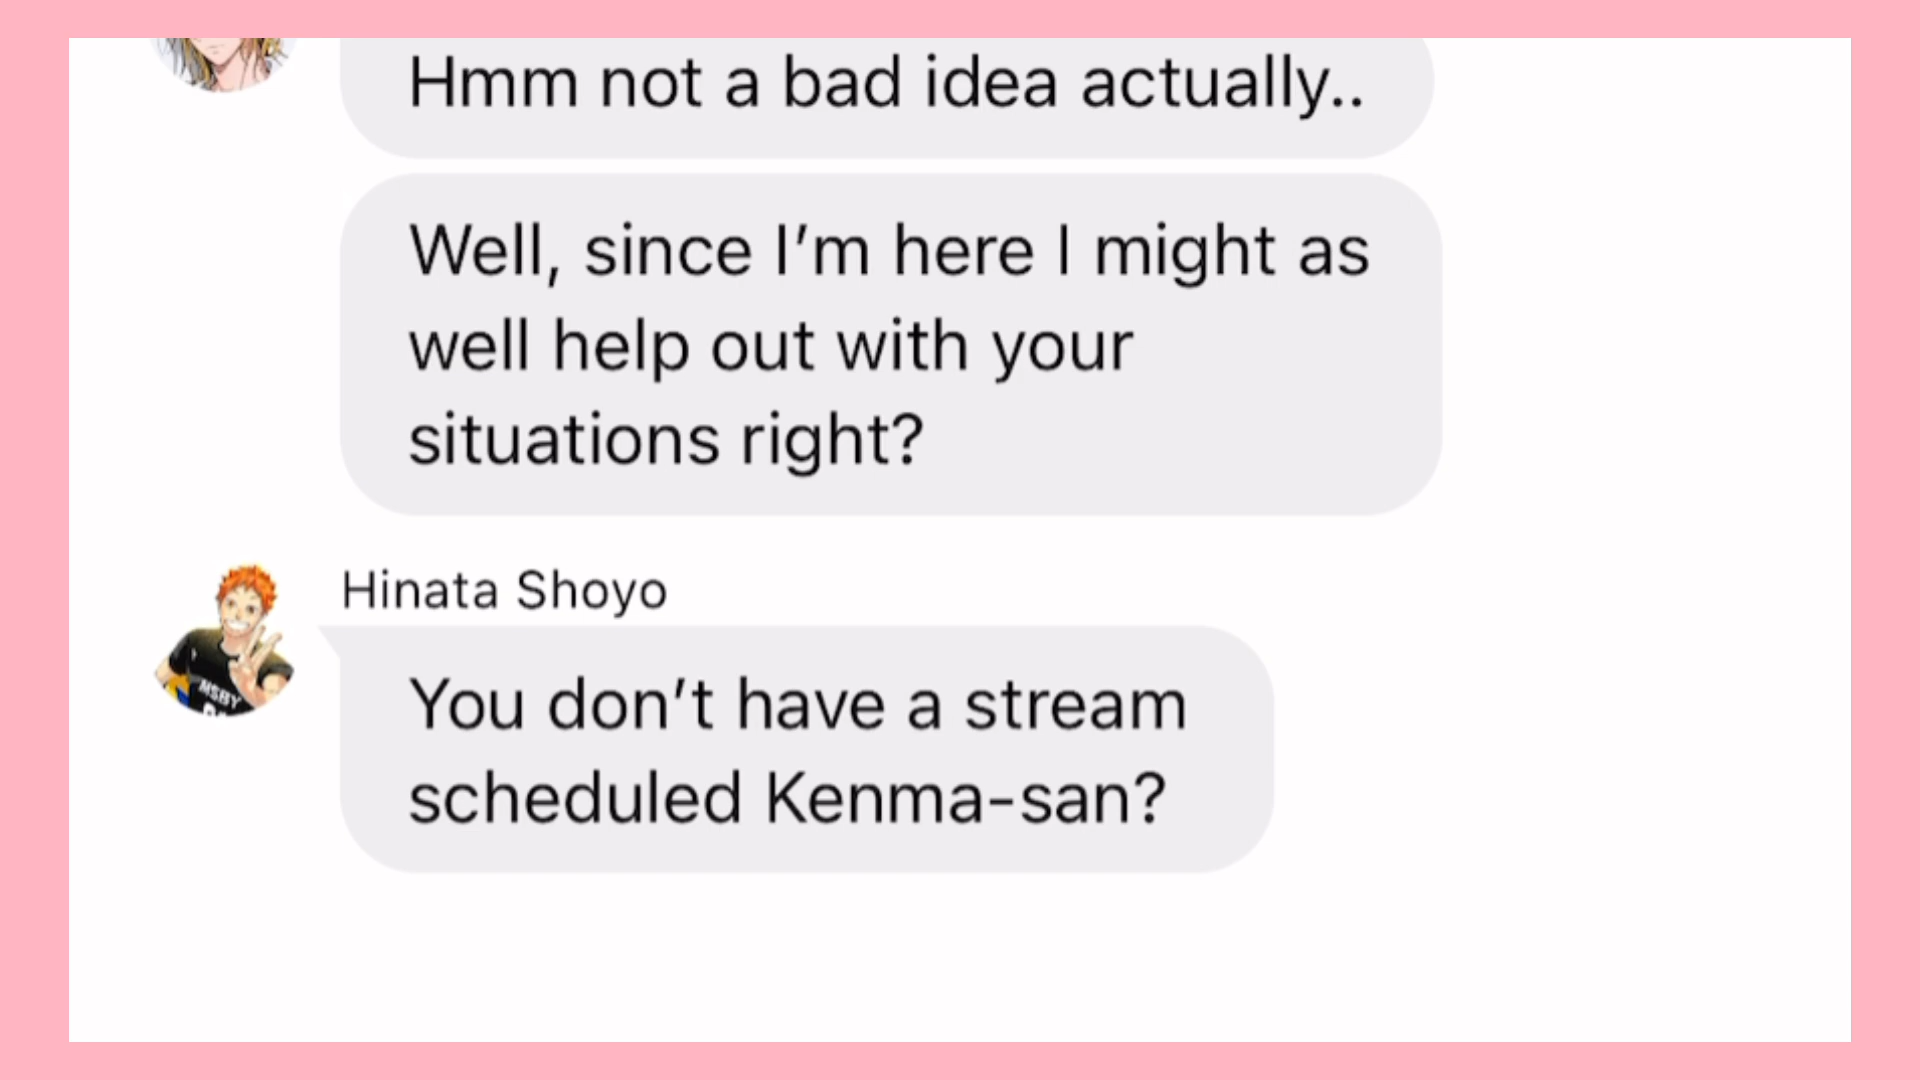 Hmm not a bad idea actually..
Well, since I’m here I might as
well help out with your
situations right?
Hinata Shoyo
MSBY
You don’t have a stream
scheduled Kenma-san?